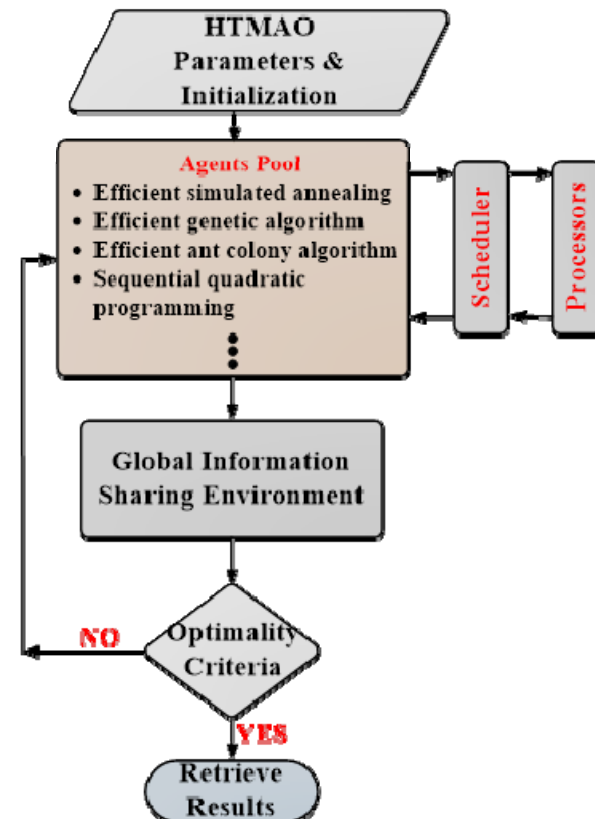 HTMAO
Parameters &
Initialization
Agents Pool
• Efficient simulated annealing
• Efficient genetic algorithm
• Efficient ant colony algorithm
• Sequential quadratic
programming
Scheduler
Processors
Global Information
Sharing Environment
Optimality
Criteria
NO
YES
Retrieve
Results